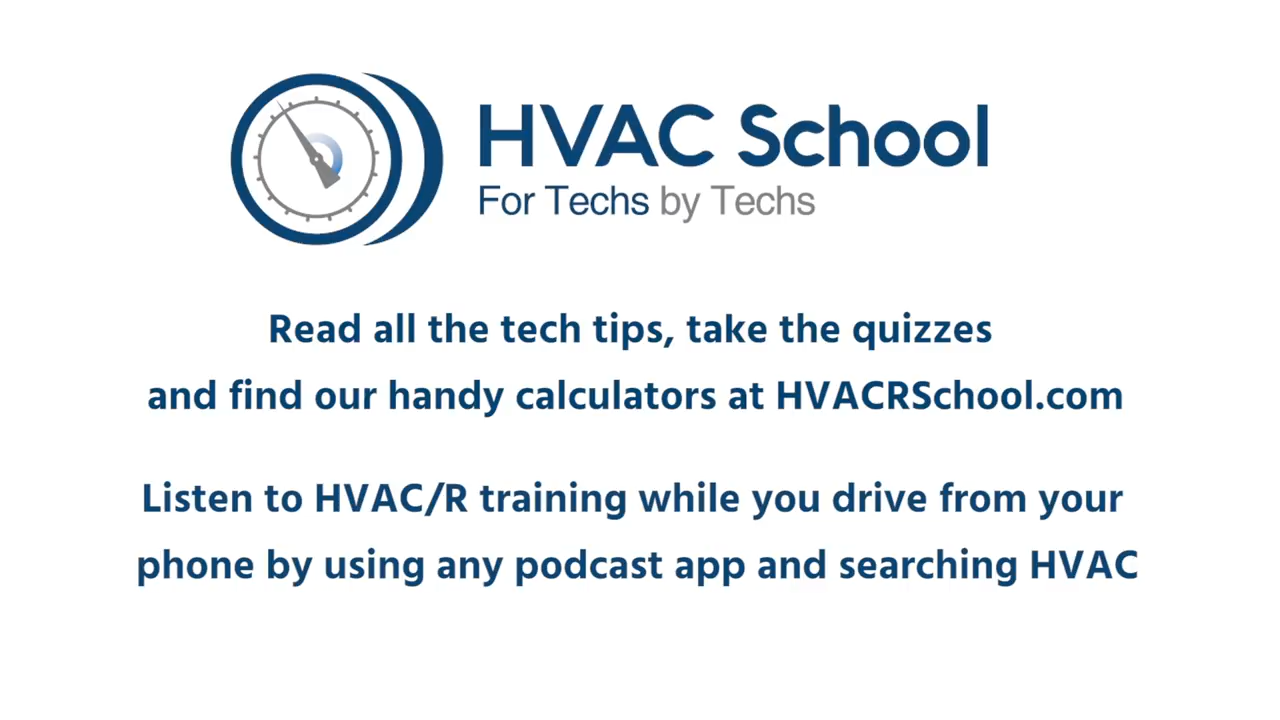 HVAC School
For Techs by Techs
Read all the tech tips, take the quizzes
and find our handy calculators at HVACRSchool.com
Listen to HVAC/R training while you drive from your
phone by using any podcast app and searching HVAC